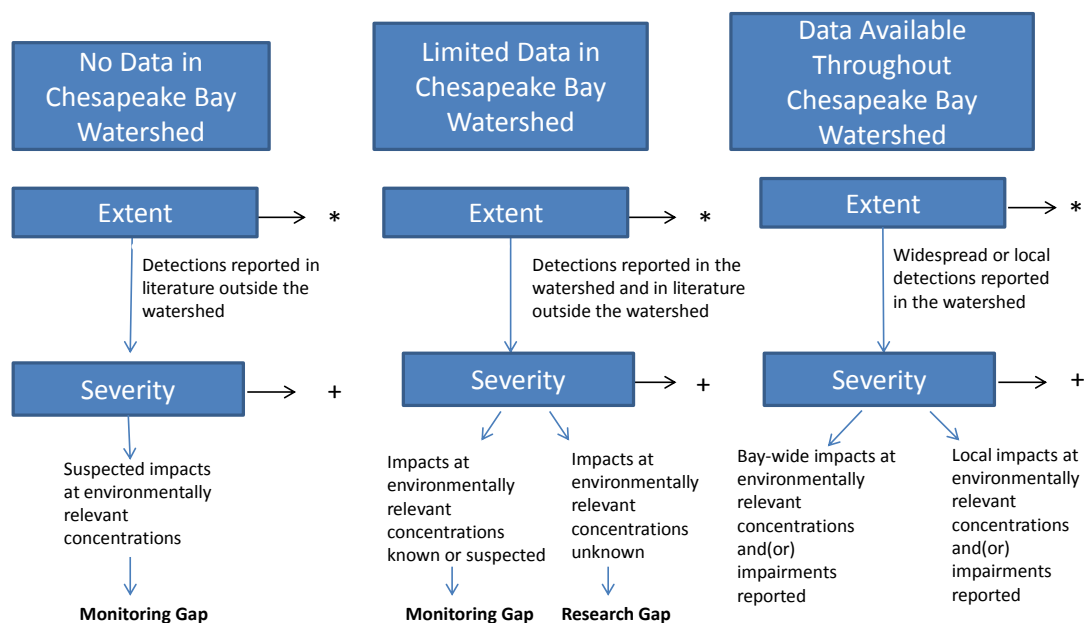 No Data in
Chesapeake Bay
Watershed
Extent
*
Detections reported in
literature outside the
watershed
Severity
+
Suspected impacts
at environmentally
relevant
concentrations
Monitoring Gap
Limited Data in
Chesapeake Bay
Watershed
Extent
*
Detections reported in the
watershed and in literature
outside the watershed
Severity
+
Impacts at
environmentally
relevant
concentrations
known or suspected
Monitoring Gap
Impacts at
environmentally
relevant
concentrations
unknown
Research Gap
Data Available
Throughout
Chesapeake Bay
Watershed
Extent
*
Widespread or local
detections reported
in the watershed
Severity
+
Bay-wide impacts at
environmentally
relevant
concentrations
and(or)
impairments
reported
Local impacts at
environmentally
relevant
concentrations
and(or)
impairments
reported